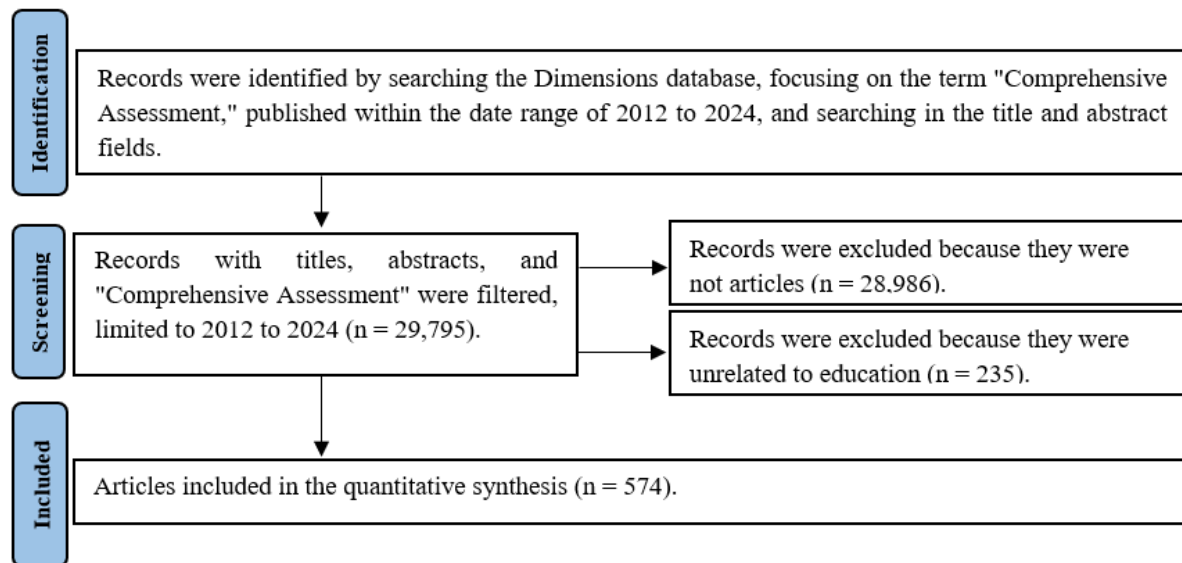 Identification
Records were identified by searching the Dimensions database, focusing on the term "Comprehensive
Assessment," published within the date range of 2012 to 2024, and searching in the title and abstract
fields.
Screening
Records with titles, abstracts, and
"Comprehensive Assessment" were filtered,
limited to 2012 to 2024 (n = 29,795).
Records were excluded because they were
not articles (n = 28,986).
Records were excluded because they were
unrelated to education (n = 235).
Included
Articles included in the quantitative synthesis (n = 574).